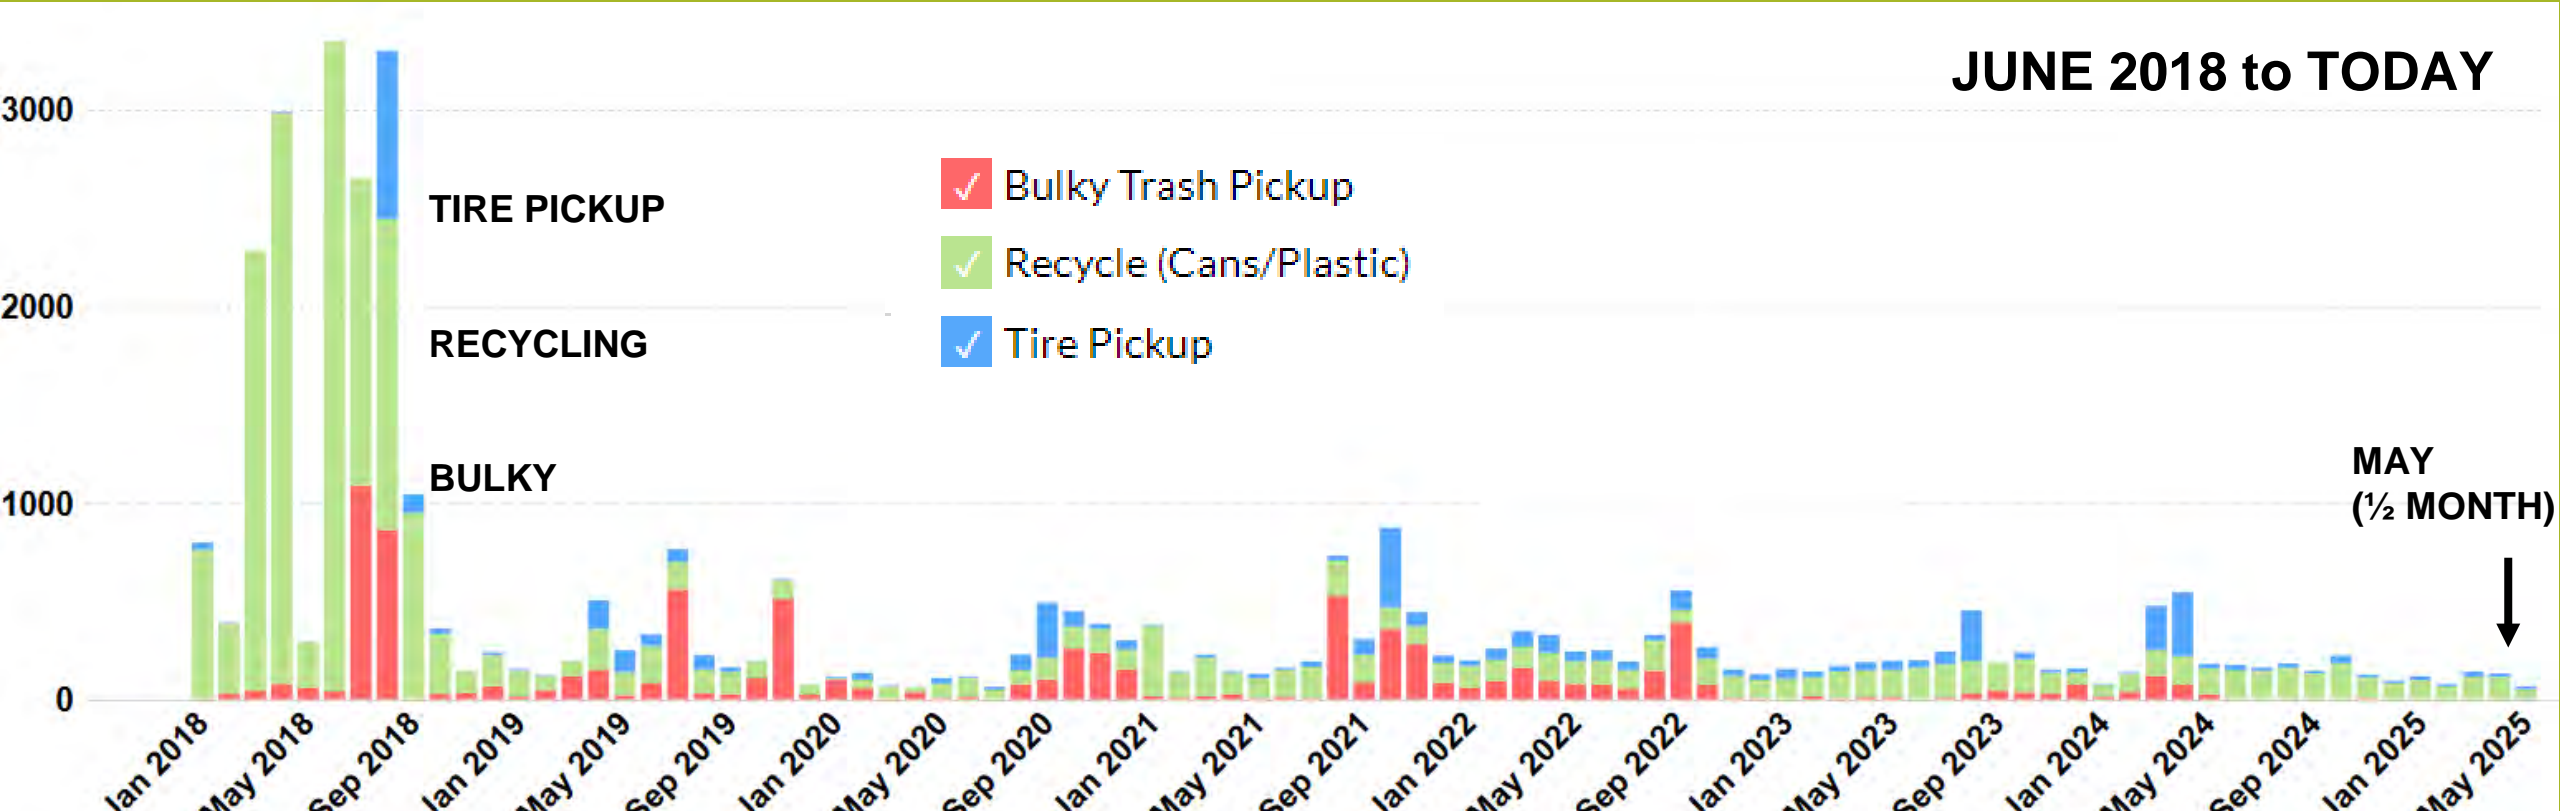 JUNE 2018 to TODAY
3000
2000
1000
0
TIRE PICKUP
RECYCLING
BULKY
✓ Bulky Trash Pickup
✓ Recycle (Cans/Plastic)
✓ Tire Pickup
MAY
(½ MONTH)
Jan 2018
May 2018
Sep 2018
Jan 2019
May 2019
Sep 2019
Jan 2020
May 2020
Sep 2020
Jan 2021
May 2021
Sep 2021
Jan 2022
May 2022
Sep 2022
Jan 2023
May 2023
Sep 2023
Jan 2024
May 2024
Sep 2024
Jan 2025
May 2025